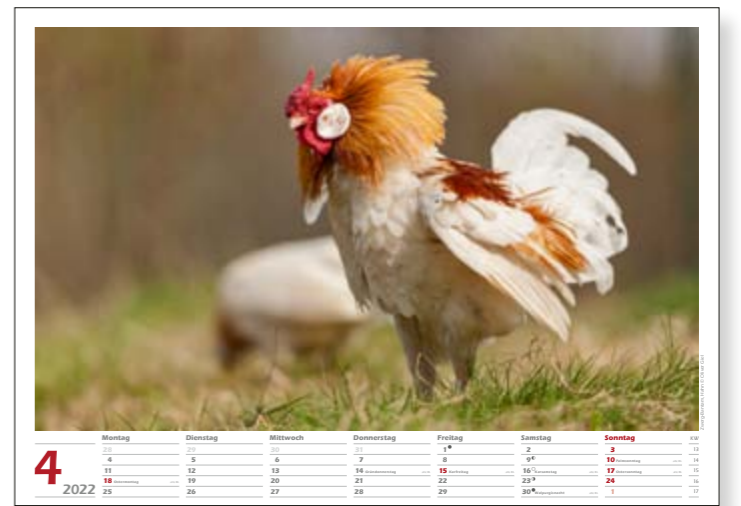 Montag Dienstag Mittwoch Donnerstag Freitag Samstag Sonntag KW
28 29 30 31 1 2 3 13
4 5 6 7 8 9 10 14
11 12 13 14 15 16 17 15
18 19 20 21 22 23 24 16
25 26 27 28 29 30 1 17
4
2022